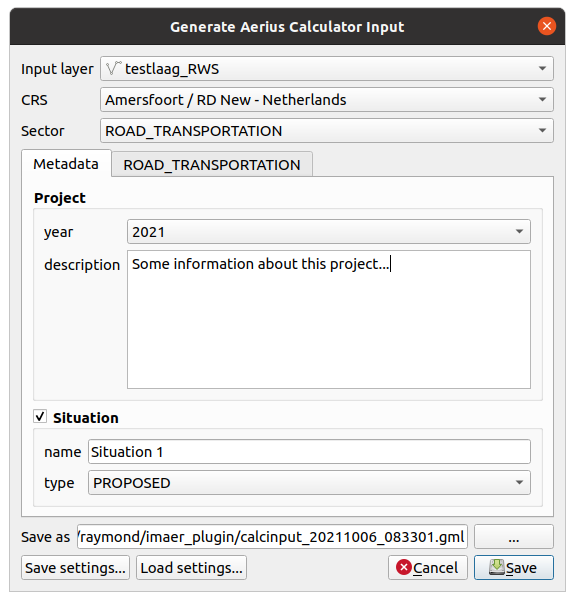 Generate Aerius Calculator Input
Input layer testlaag_RWS
CRS Amersfoort / RD New - Netherlands
Sector ROAD_TRANSPORTATION
Metadata ROAD_TRANSPORTATION
Project
year 2021
description Some information about this project...
Situation
name Situation 1
type PROPOSED
Save as /raymond/imaer_plugin/calcinput_20211006_083301.gml ...
Save settings... Load settings... Cancel Save